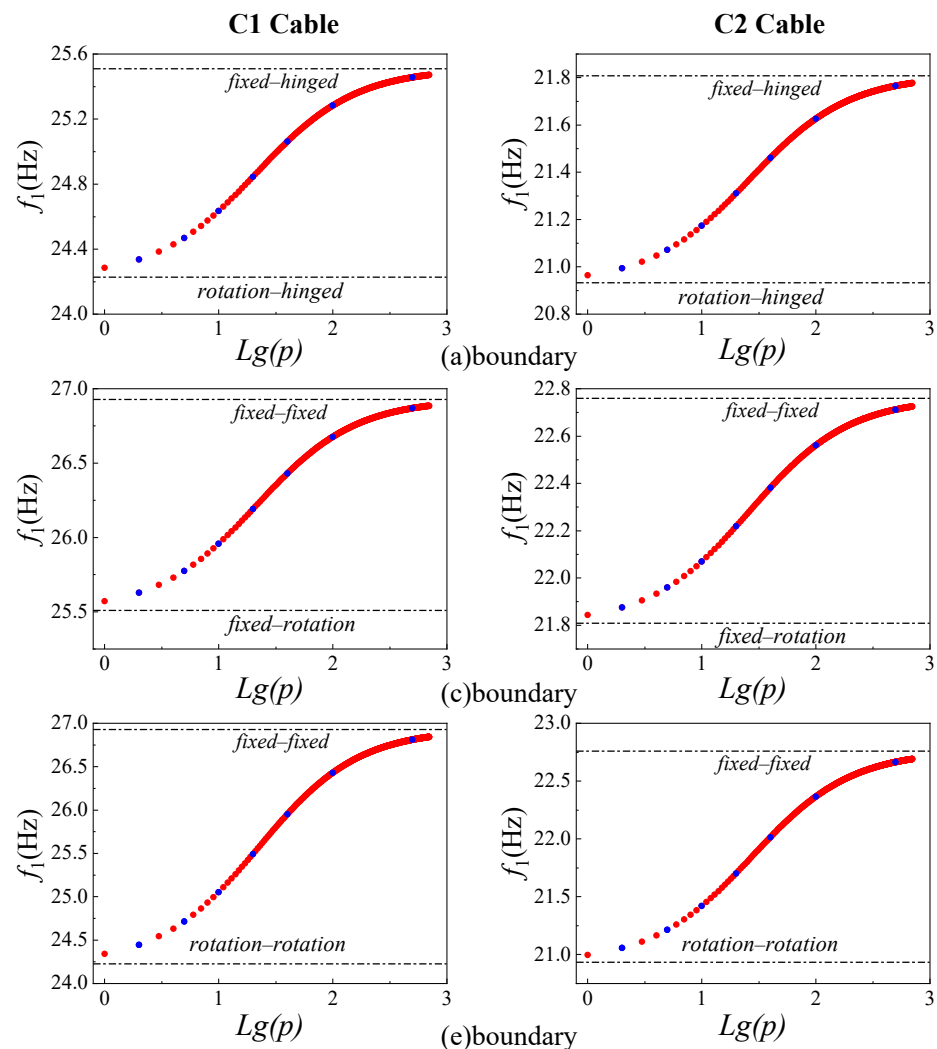 C1 Cable
C2 Cable
f1(Hz)
25.6
25.2
24.8
24.4
24.0
fixed–hinged
rotation–hinged
0 1 2 3
Lg(p)
f1(Hz)
21.8
21.6
21.4
21.2
21.0
20.8
fixed–hinged
rotation–hinged
0 1 2 3
Lg(p)
(a)boundary
f1(Hz)
27.0
26.5
26.0
25.5
fixed–fixed
fixed–rotation
0 1 2 3
Lg(p)
f1(Hz)
22.8
22.6
22.4
22.2
22.0
21.8
fixed–fixed
fixed–rotation
0 1 2 3
Lg(p)
(c)boundary
f1(Hz)
27.0
26.5
26.0
25.5
25.0
24.5
24.0
fixed–fixed
rotation–rotation
0 1 2 3
Lg(p)
f1(Hz)
23.0
22.5
22.0
21.5
21.0
fixed–fixed
rotation–rotation
0 1 2 3
Lg(p)
(e)boundary